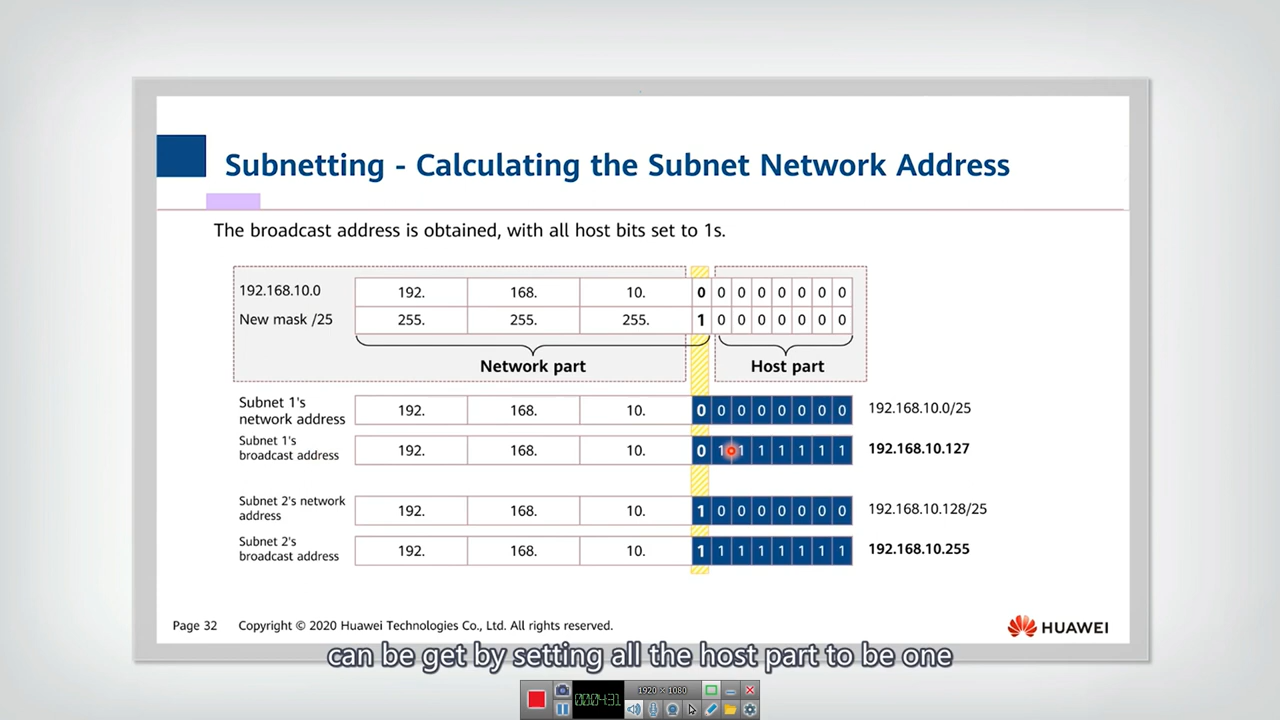 Subnetting - Calculating the Subnet Network Address
The broadcast address is obtained, with all host bits set to 1s.
192.168.10.0 192. 168. 10. 0 0 0 0 0 0 0 0
New mask /25 255. 255. 255. 1 0 0 0 0 0 0 0
Network part Host part
Subnet 1's
network address 192. 168. 10. 0 0 0 0 0 0 0 0 192.168.10.0/25
Subnet 1's
broadcast address 192. 168. 10. 0 1 1 1 1 1 1 1 192.168.10.127
Subnet 2's network
address 192. 168. 10. 1 0 0 0 0 0 0 0 192.168.10.128/25
Subnet 2's
broadcast address 192. 168. 10. 1 1 1 1 1 1 1 1 192.168.10.255
Page 32 Copyright © 2020 Huawei Technologies Co., Ltd. All rights reserved.
HUAWEI
can be get by setting all the host part to be one
1920 × 1080
000:04:31